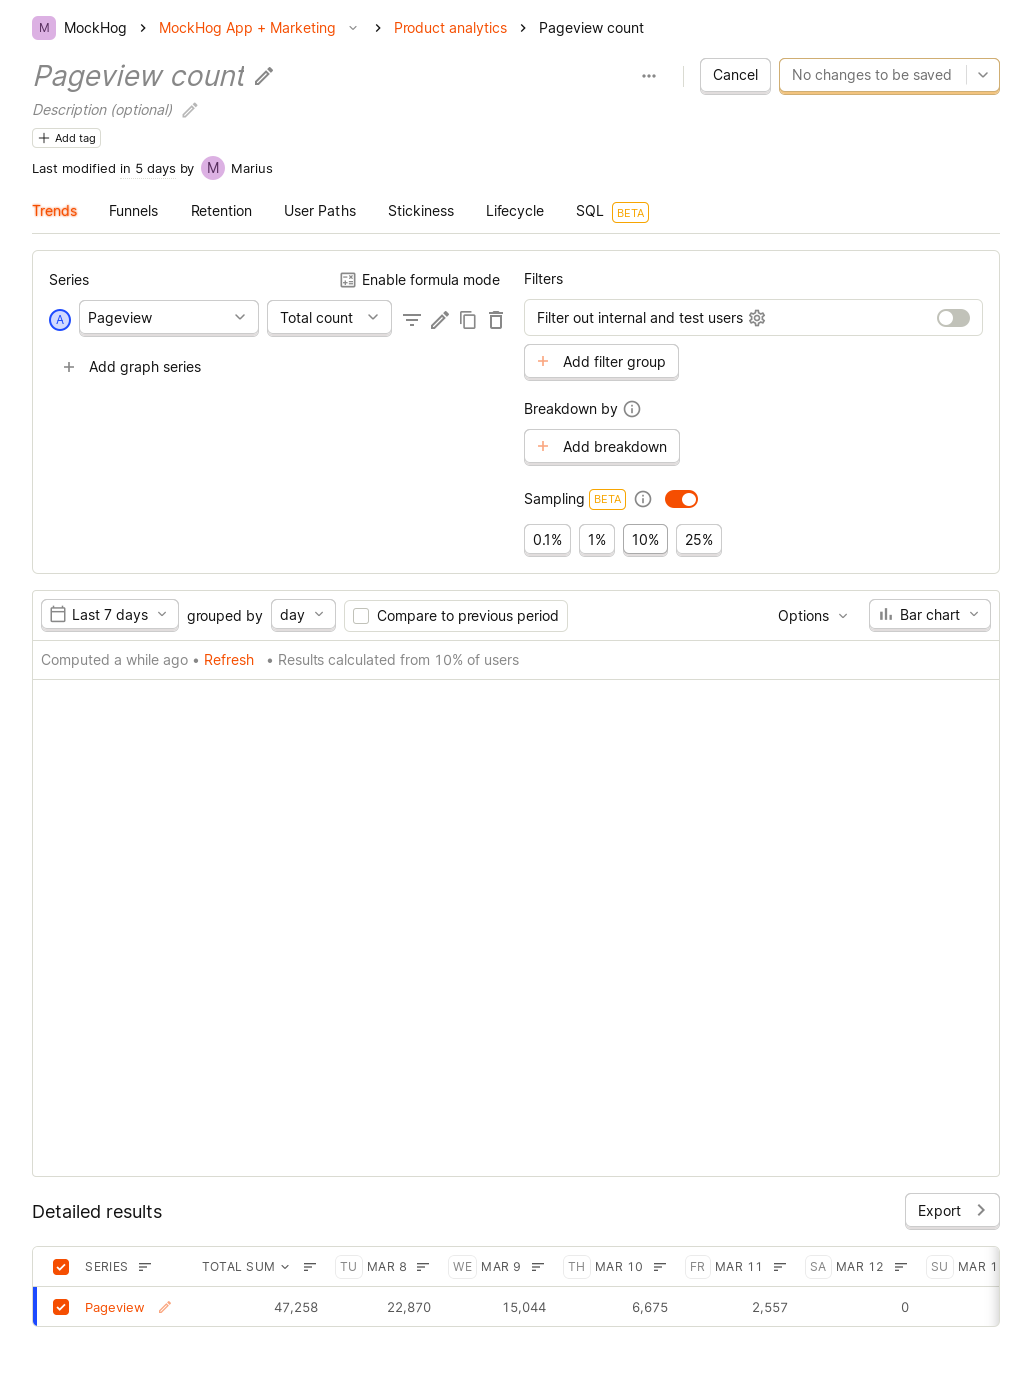 M MockHog > MockHog App + Marketing > Product analytics > Pageview count
Pageview count
Cancel No changes to be saved
Description (optional)
+ Add tag
Last modified in 5 days by M Marius
Trends Funnels Retention User Paths Stickiness Lifecycle SQL BETA
Series Enable formula mode
Filters
A Pageview Total count
Filter out internal and test users
+ Add graph series
+ Add filter group
Breakdown by
+ Add breakdown
Sampling BETA
0.1% 1% 10% 25%
Last 7 days grouped by day Compare to previous period Options Bar chart
Computed a while ago • Refresh • Results calculated from 10% of users
Detailed results Export
SERIES TOTAL SUM TU MAR 8 WE MAR 9 TH MAR 10 FR MAR 11 SA MAR 12 SU MAR 1
Pageview 47,258 22,870 15,044 6,675 2,557 0